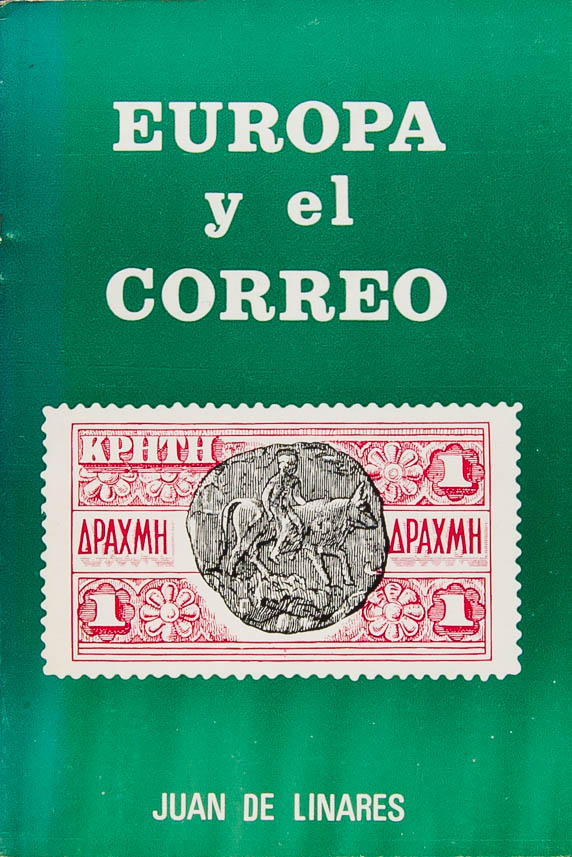 EUROPA
y el
CORREO
ΚΡΗΤΗ
1
ΔΡΑΧΜΗ ΔΡΑΧΜΗ
1 1
JUAN DE LINARES